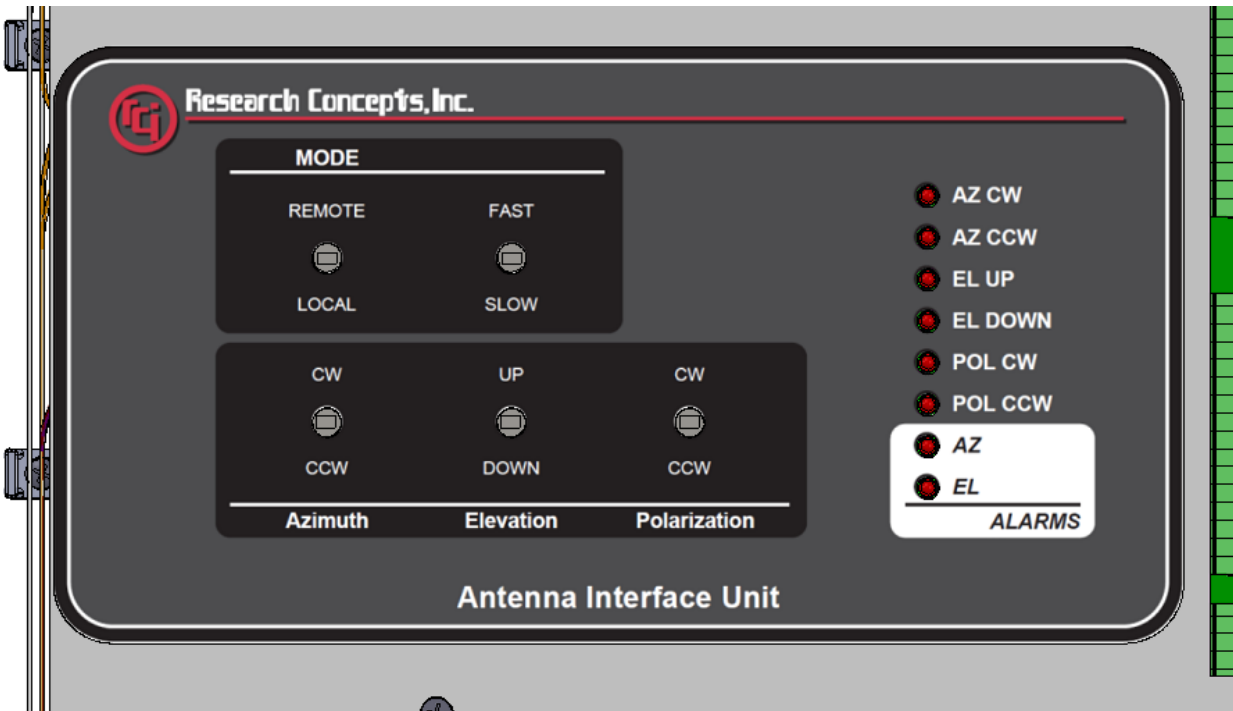 rci Research Concepts, Inc.
MODE
REMOTE FAST
LOCAL SLOW
CW UP CW
CCW DOWN CCW
Azimuth Elevation Polarization
AZ CW
AZ CCW
EL UP
EL DOWN
POL CW
POL CCW
AZ
EL
ALARMS
Antenna Interface Unit